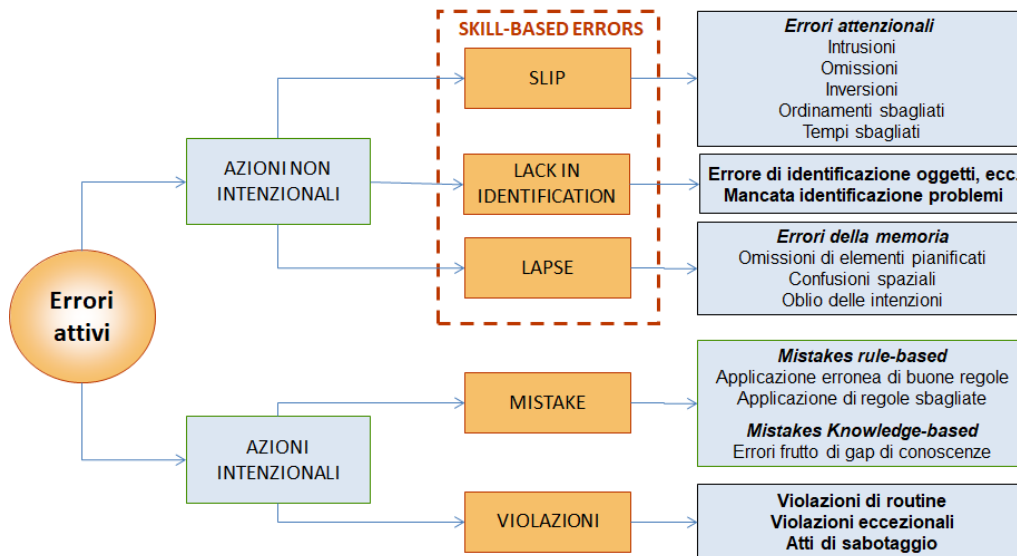 SKILL-BASED ERRORS
SLIP
Errori attenzionali
Intrusioni
Omissioni
Inversioni
Ordinamenti sbagliati
Tempi sbagliati
AZIONI NON
INTENZIONALI
LACK IN
IDENTIFICATION
Errore di identificazione oggetti, ecc.
Mancata identificazione problemi
LAPSE
Errori della memoria
Omissioni di elementi pianificati
Confusioni spaziali
Oblio delle intenzioni
Errori
attivi
MISTAKE
Mistakes rule-based
Applicazione erronea di buone regole
Applicazione di regole sbagliate
Mistakes Knowledge-based
Errori frutto di gap di conoscenze
AZIONI
INTENZIONALI
VIOLAZIONI
Violazioni di routine
Violazioni eccezionali
Atti di sabotaggio